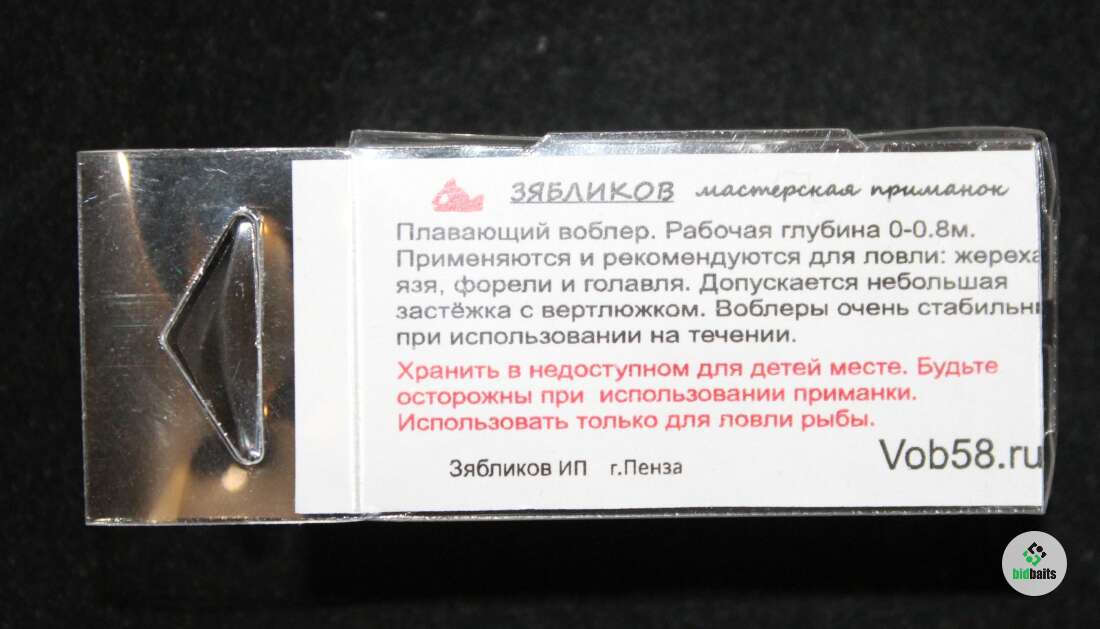 ЗЯБЛИКОВ мастерская приманок
Плавающий воблер. Рабочая глубина 0-0.8м.
Применяются и рекомендуются для ловли: жереха
язя, форели и голавля. Допускается небольшая
застёжка с вертлюжком. Воблеры очень стабильн
при использовании на течении.
Хранить в недоступном для детей месте. Будьте
осторожны при использовании приманки.
Использовать только для ловли рыбы.
Vob58.ru
Зябликов ИП г.Пенза
bidbaits